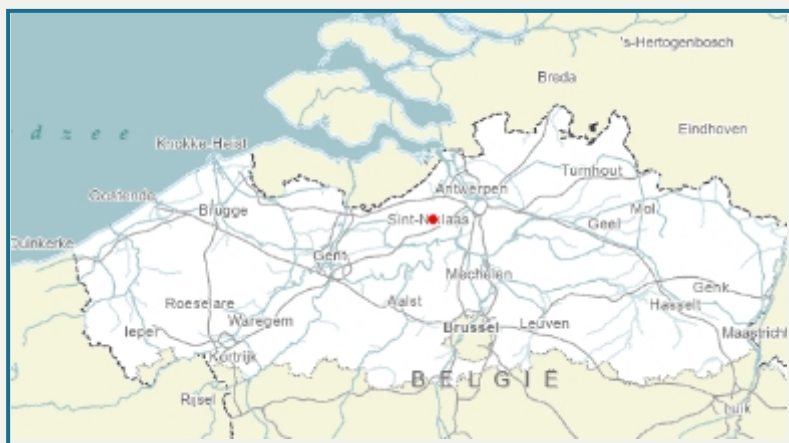 's-Hertogenbosch
Breda
d z e e
Eindhoven
Knokke-Heist
Turnhout
Antwerpen
Oostende
Mol
Brugge
Sint-Niklaas
Geel
Duinkerke
Gent
Mechelen
Genk
Roeselare
Aalst
Hasselt
Waregem
Ieper
Brussel
Leuven
Maastricht
Kortrijk
BELGIË
Rijsel
Luik